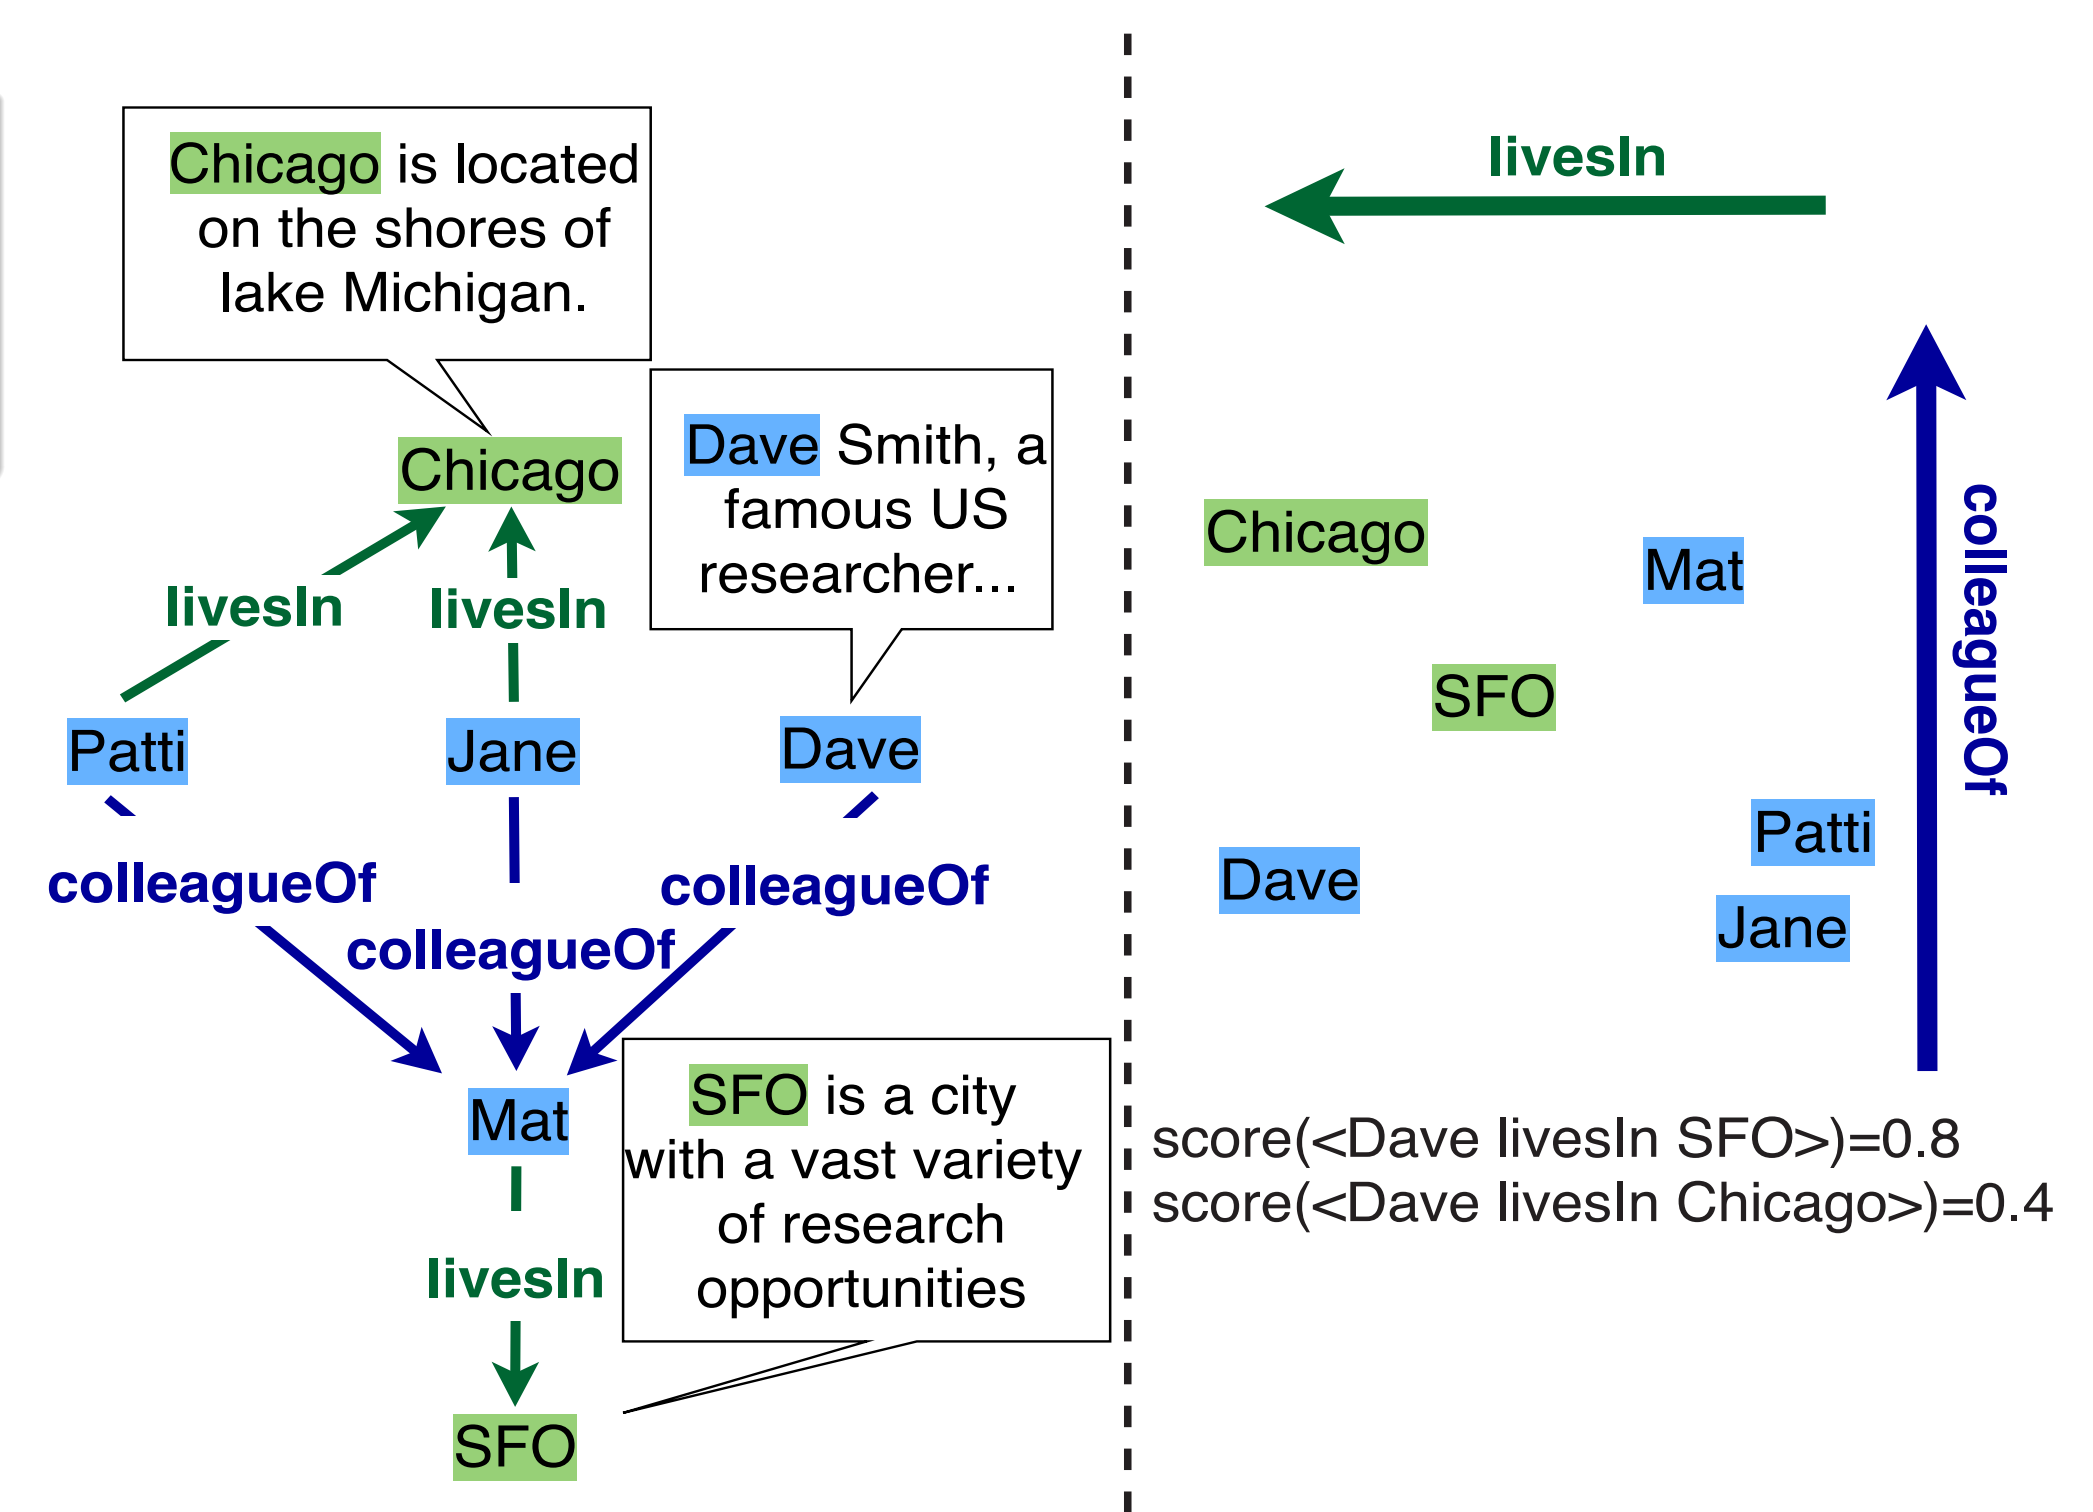 Chicago is located
on the shores of
lake Michigan.
Chicago
Dave Smith, a
famous US
researcher...
livesIn
livesIn
Patti
Jane
Dave
colleagueOf
colleagueOf
colleagueOf
Mat
SFO is a city
with a vast variety
of research
opportunities
livesIn
SFO
livesIn
colleagueOf
Chicago
Mat
SFO
Patti
Dave
Jane
score(<Dave livesIn SFO>)=0.8
score(<Dave livesIn Chicago>)=0.4